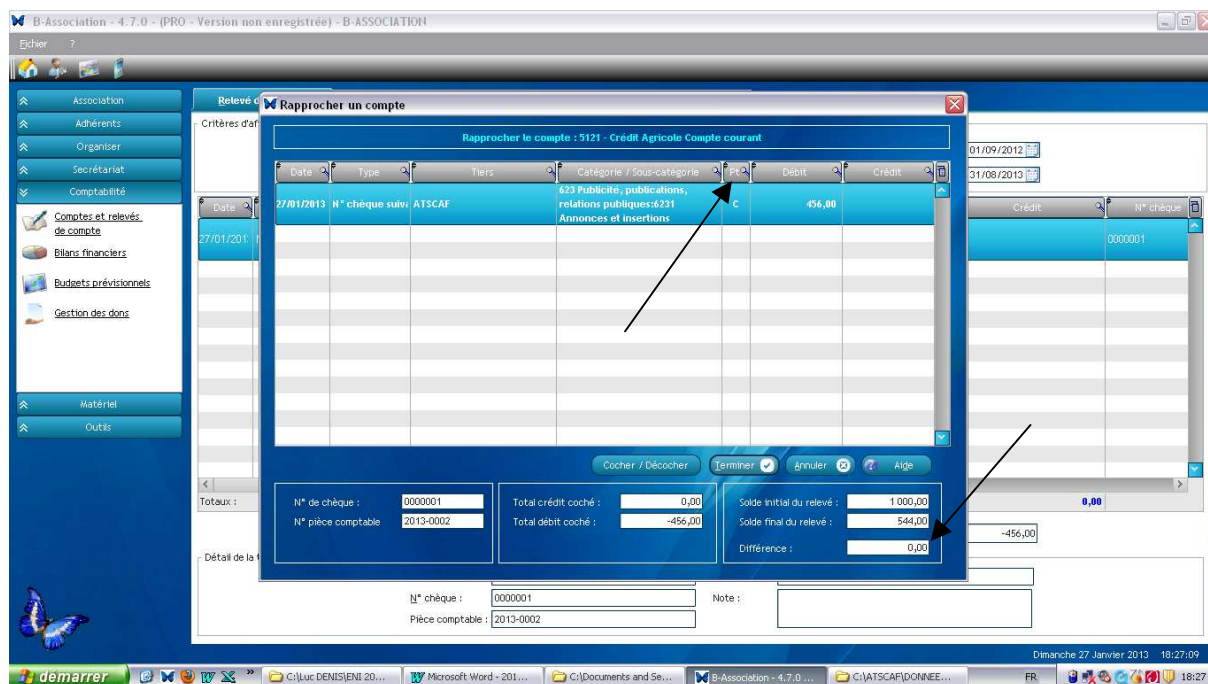 B-Association - 4.7.0 - (PRO - Version non enregistrée) - B-ASSOCIATION
Fichier ?
Association
Adhérents
Organiser
Secrétariat
Comptabilité
Comptes et relevés
de compte
Bilans financiers
Budgets prévisionnels
Gestion des dons
Matériel
Outils
Relevé d
Critères d'af
01/09/2012
31/08/2013
Date Crédit N° chèque
27/01/201: 0000001
Totaux : 0,00
-456,00
Détail de la t
N° chèque : 0000001 Note :
Pièce comptable : 2013-0002
Rapprocher un compte
Rapprocher le compte : 5121 - Crédit Agricole Compte courant
Date Type Tiers Catégorie / Sous-catégorie Pt Débit Crédit
27/01/2013 N° chèque suiva ATSCAF 623 Publicité, publications,
relations publiques:6231 C 456,00
Annonces et insertions
Cocher / Décocher Terminer Annuler Aide
N° de chèque : 0000001 Total crédit coché : 0,00 Solde initial du relevé : 1 000,00
N° pièce comptable 2013-0002 Total débit coché : -456,00 Solde final du relevé : 544,00
Différence : 0,00
Dimanche 27 Janvier 2013 18:27:09
démarrer » C:\Luc DENIS\ENI 20... Microsoft Word - 201... C:\Documents and Se... B-Association - 4.7.0 ... C:\ATSCAF\DONNEE... FR 18:27